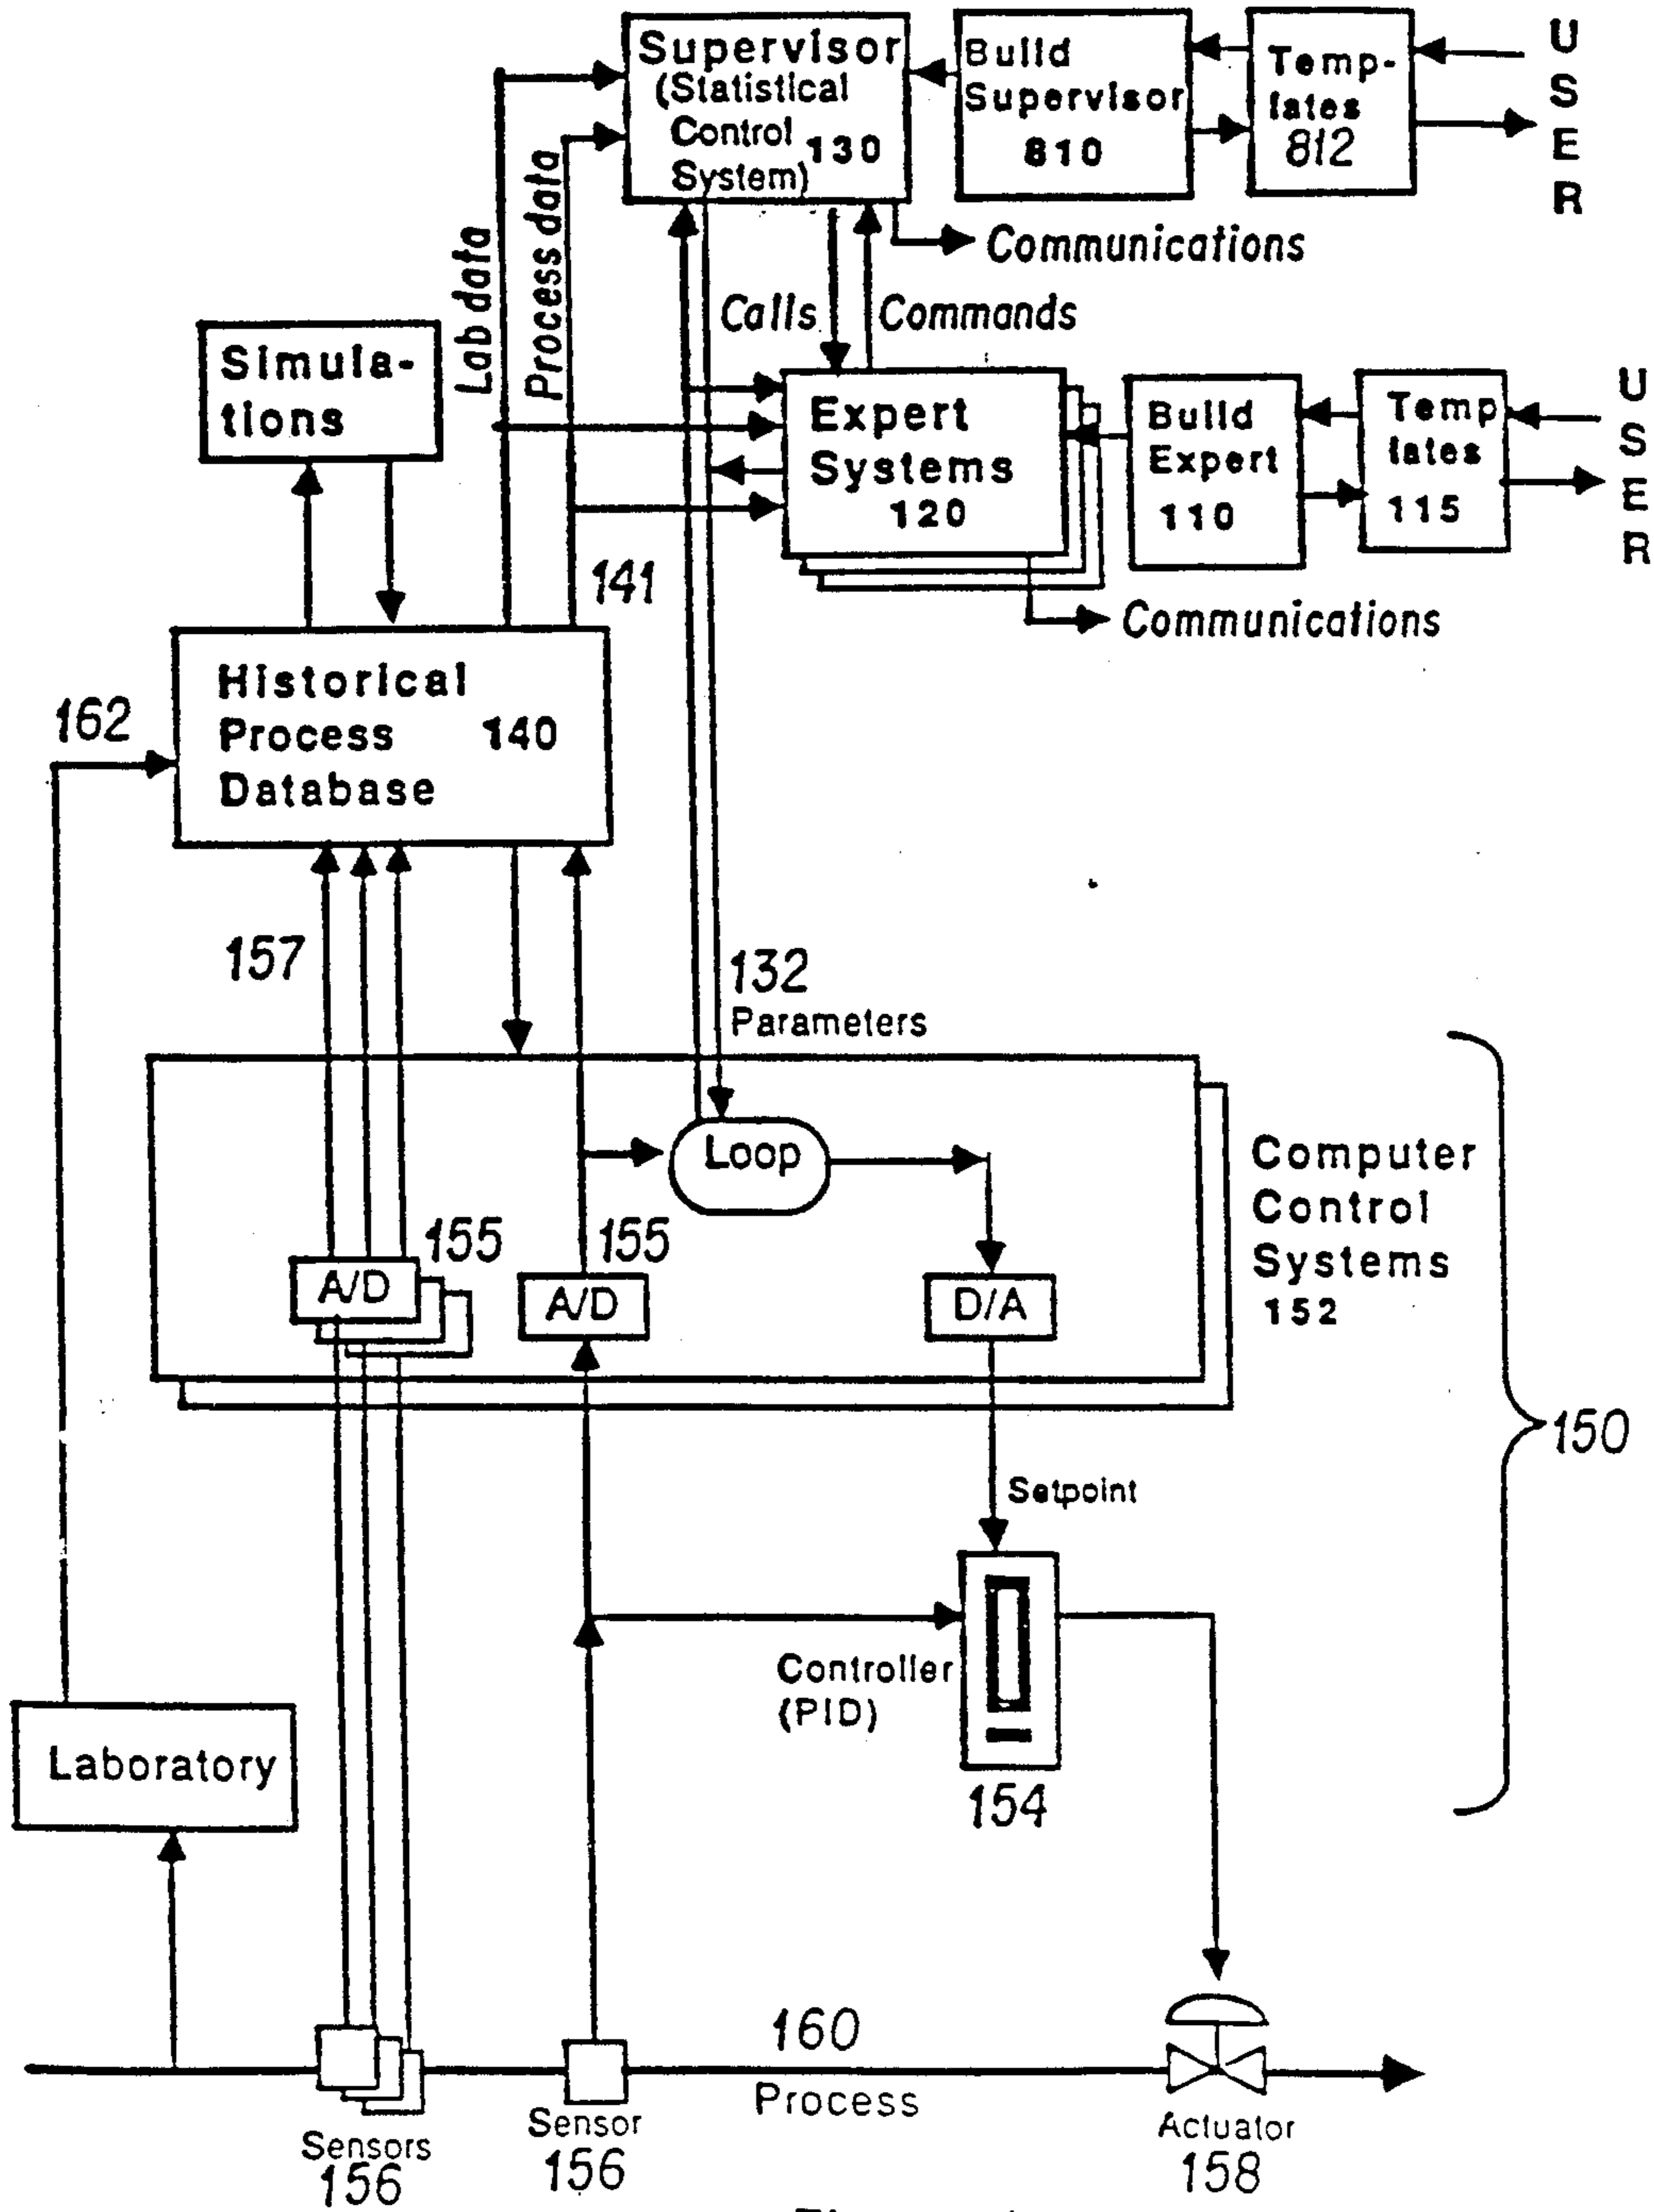 Supervisor
(Statistical
Control
System)
130
Build
Supervisor
810
Temp-
lates
812
U
S
E
R
Communications
Lab data
Process data
Calls
Commands
Simula-
tions
Expert
Systems
120
Build
Expert
110
Temp
lates
115
U
S
E
R
Communications
141
Historical
Process 140
Database
162
157
132
Parameters
Loop
155
155
A/D
A/D
D/A
Computer
Control
Systems
152
150
Setpoint
Controller
(PID)
154
Laboratory
160
Process
Sensors
156
Sensor
156
Actuator
158